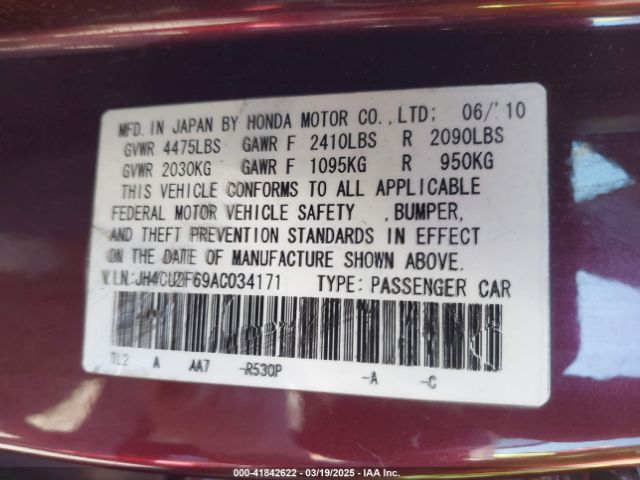 MFD. IN JAPAN BY HONDA MOTOR CO.,LTD: 06/'10
GVWR 4475LBS GAWR F 2410LBS R 2090LBS
GVWR 2030KG GAWR F 1095KG R 950KG
THIS VEHICLE CONFORMS TO ALL APPLICABLE
FEDERAL MOTOR VEHICLE SAFETY , BUMPER,
AND THEFT PREVENTION STANDARDS IN EFFECT
ON THE DATE OF MANUFACTURE SHOWN ABOVE.
V.I.N.:JH4CU2F69AC034171 TYPE: PASSENGER CAR
TL2 A AA7 -R530P -A -C
000-41842622 — 03/19/2025 — IAA Inc.